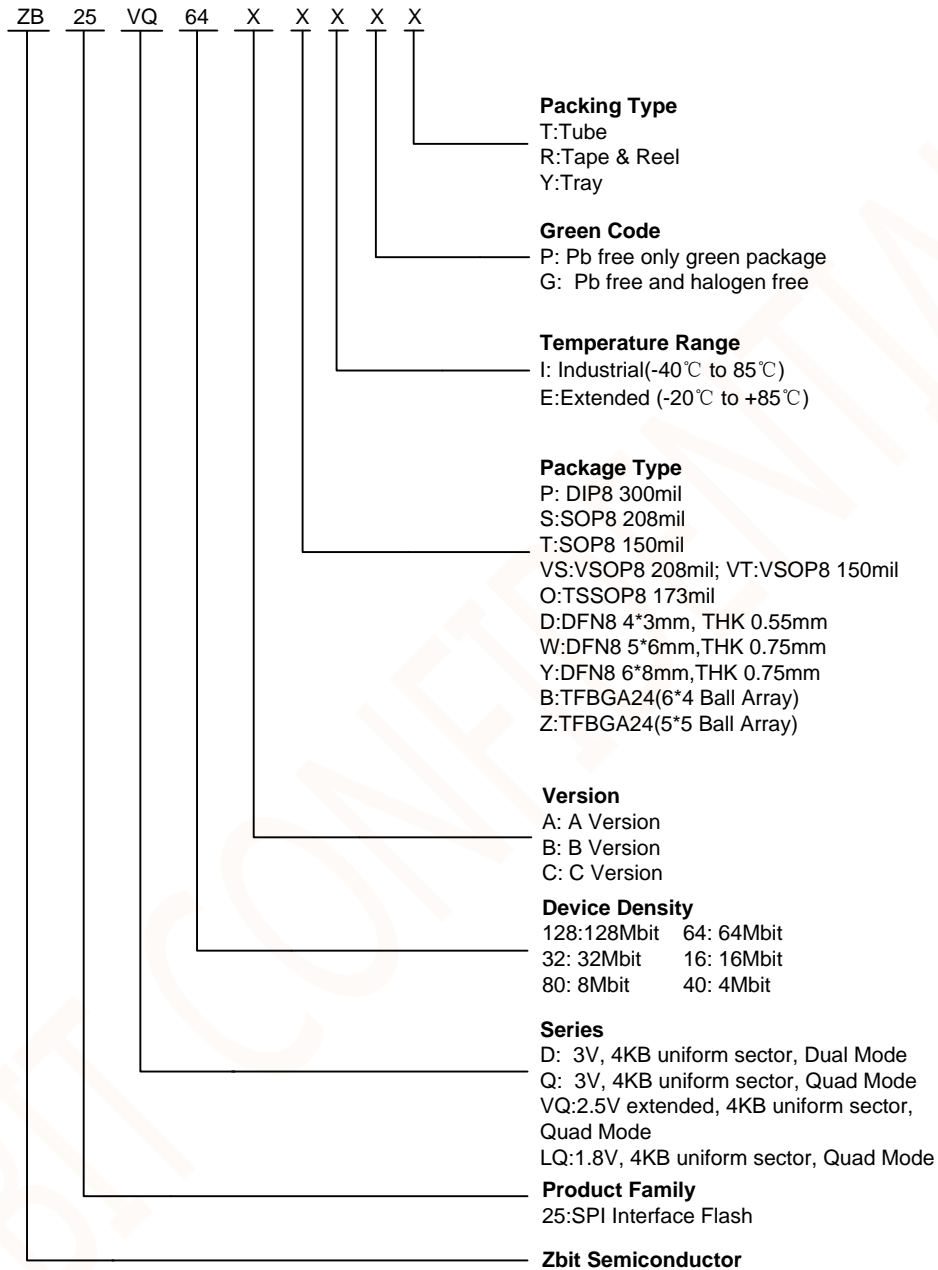 ZB 25 VQ 64 X X X X X
Packing Type
T:Tube
R:Tape & Reel
Y:Tray
Green Code
P: Pb free only green package
G: Pb free and halogen free
Temperature Range
I: Industrial(-40℃ to 85℃)
E:Extended (-20℃ to +85℃)
Package Type
P: DIP8 300mil
S:SOP8 208mil
T:SOP8 150mil
VS:VSOP8 208mil; VT:VSOP8 150mil
O:TSSOP8 173mil
D:DFN8 4*3mm, THK 0.55mm
W:DFN8 5*6mm,THK 0.75mm
Y:DFN8 6*8mm,THK 0.75mm
B:TFBGA24(6*4 Ball Array)
Z:TFBGA24(5*5 Ball Array)
Version
A: A Version
B: B Version
C: C Version
Device Density
128:128Mbit 64: 64Mbit
32: 32Mbit 16: 16Mbit
80: 8Mbit 40: 4Mbit
Series
D: 3V, 4KB uniform sector, Dual Mode
Q: 3V, 4KB uniform sector, Quad Mode
VQ:2.5V extended, 4KB uniform sector,
Quad Mode
LQ:1.8V, 4KB uniform sector, Quad Mode
Product Family
25:SPI Interface Flash
Zbit Semiconductor
BIT CONFIDENTIA